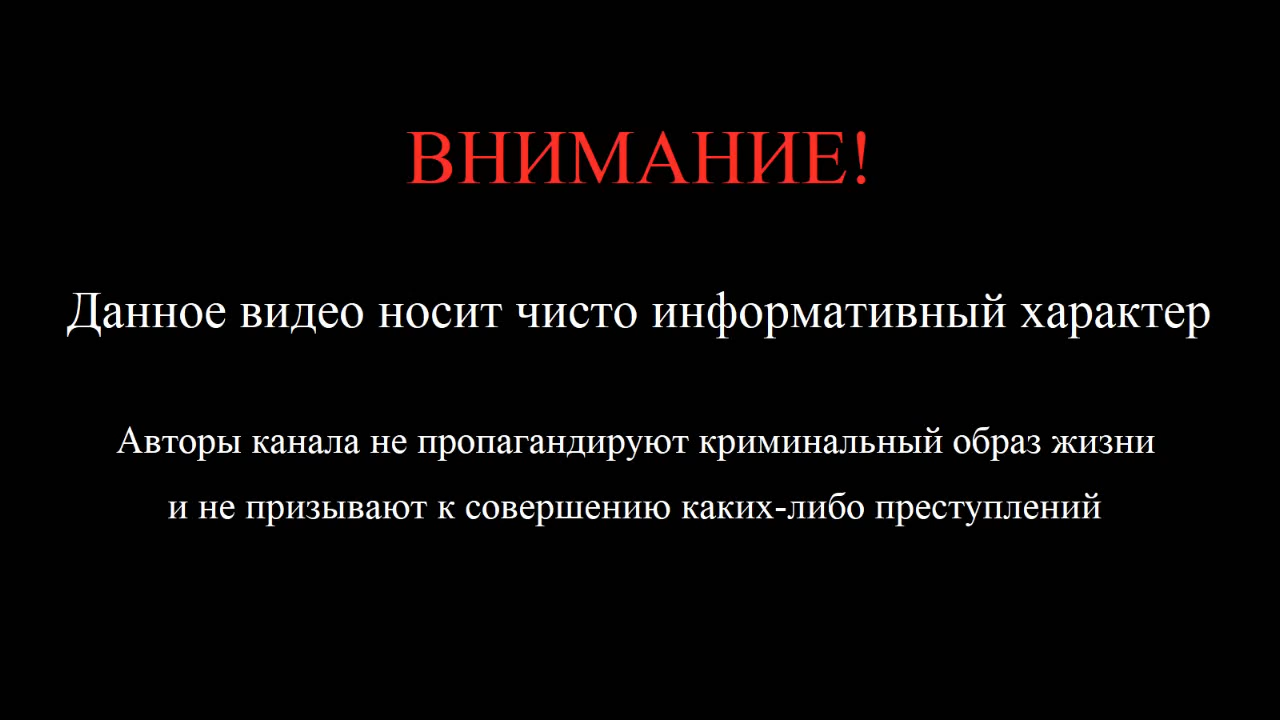 ВНИМАНИЕ!
Данное видео носит чисто информативный характер
Авторы канала не пропагандируют криминальный образ жизни
и не призывают к совершению каких-либо преступлений